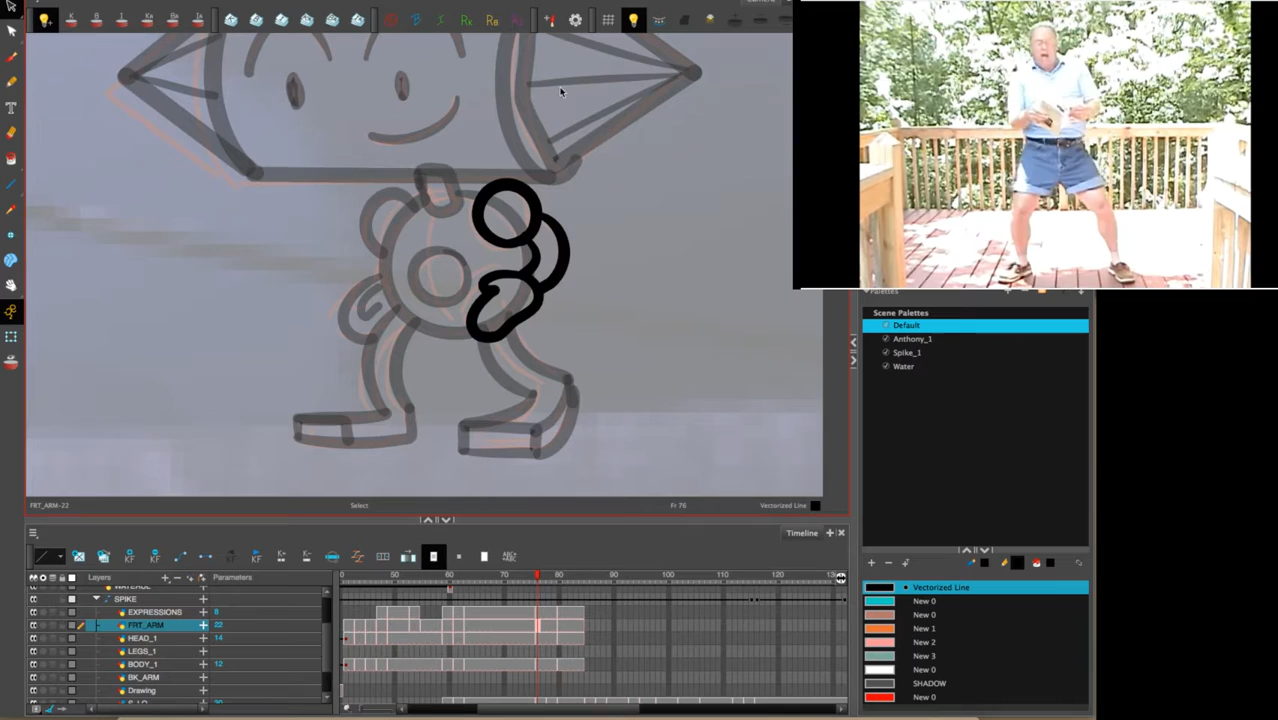 FRT_ARM-22 Select Fr 76 Vectorized Line
Timeline
Layers Parameters 0 50 60 70 80 90 100 110 120
SPIKE
EXPRESSIONS 8
FRT_ARM 22
HEAD_1 14
LEGS_1
BODY_1 12
BK_ARM
Drawing
Palettes
Scene Palettes
Default
Anthony_1
Spike_1
Water
Vectorized Line
New 0
New 0
New 1
New 2
New 3
New 0
SHADOW
New 0